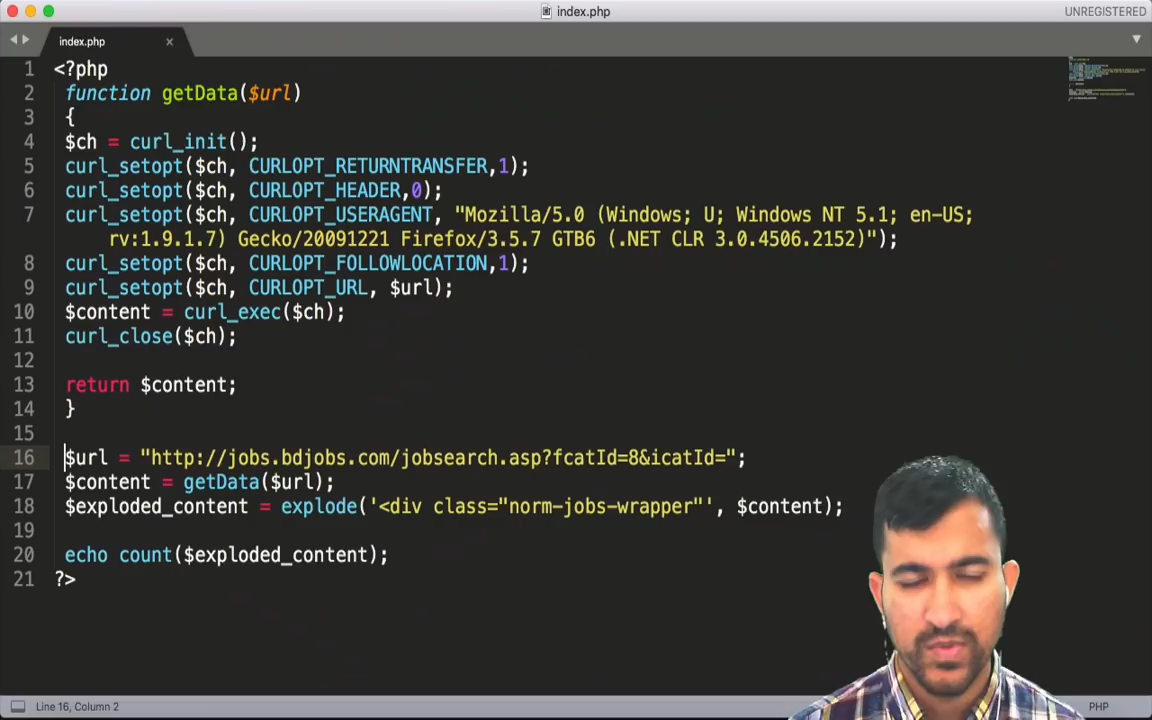 index.php
UNREGISTERED
index.php
1 <?php
2 function getData($url)
3 {
4 $ch = curl_init();
5 curl_setopt($ch, CURLOPT_RETURNTRANSFER,1);
6 curl_setopt($ch, CURLOPT_HEADER,0);
7 curl_setopt($ch, CURLOPT_USERAGENT, "Mozilla/5.0 (Windows; U; Windows NT 5.1; en-US;
rv:1.9.1.7) Gecko/20091221 Firefox/3.5.7 GTB6 (.NET CLR 3.0.4506.2152)");
8 curl_setopt($ch, CURLOPT_FOLLOWLOCATION,1);
9 curl_setopt($ch, CURLOPT_URL, $url);
10 $content = curl_exec($ch);
11 curl_close($ch);
12
13 return $content;
14 }
15
16 $url = "http://jobs.bdjobs.com/jobsearch.asp?fcatId=8&icatId=";
17 $content = getData($url);
18 $exploded_content = explode('<div class="norm-jobs-wrapper"', $content);
19
20 echo count($exploded_content);
21 ?>
Line 16, Column 2
PHP